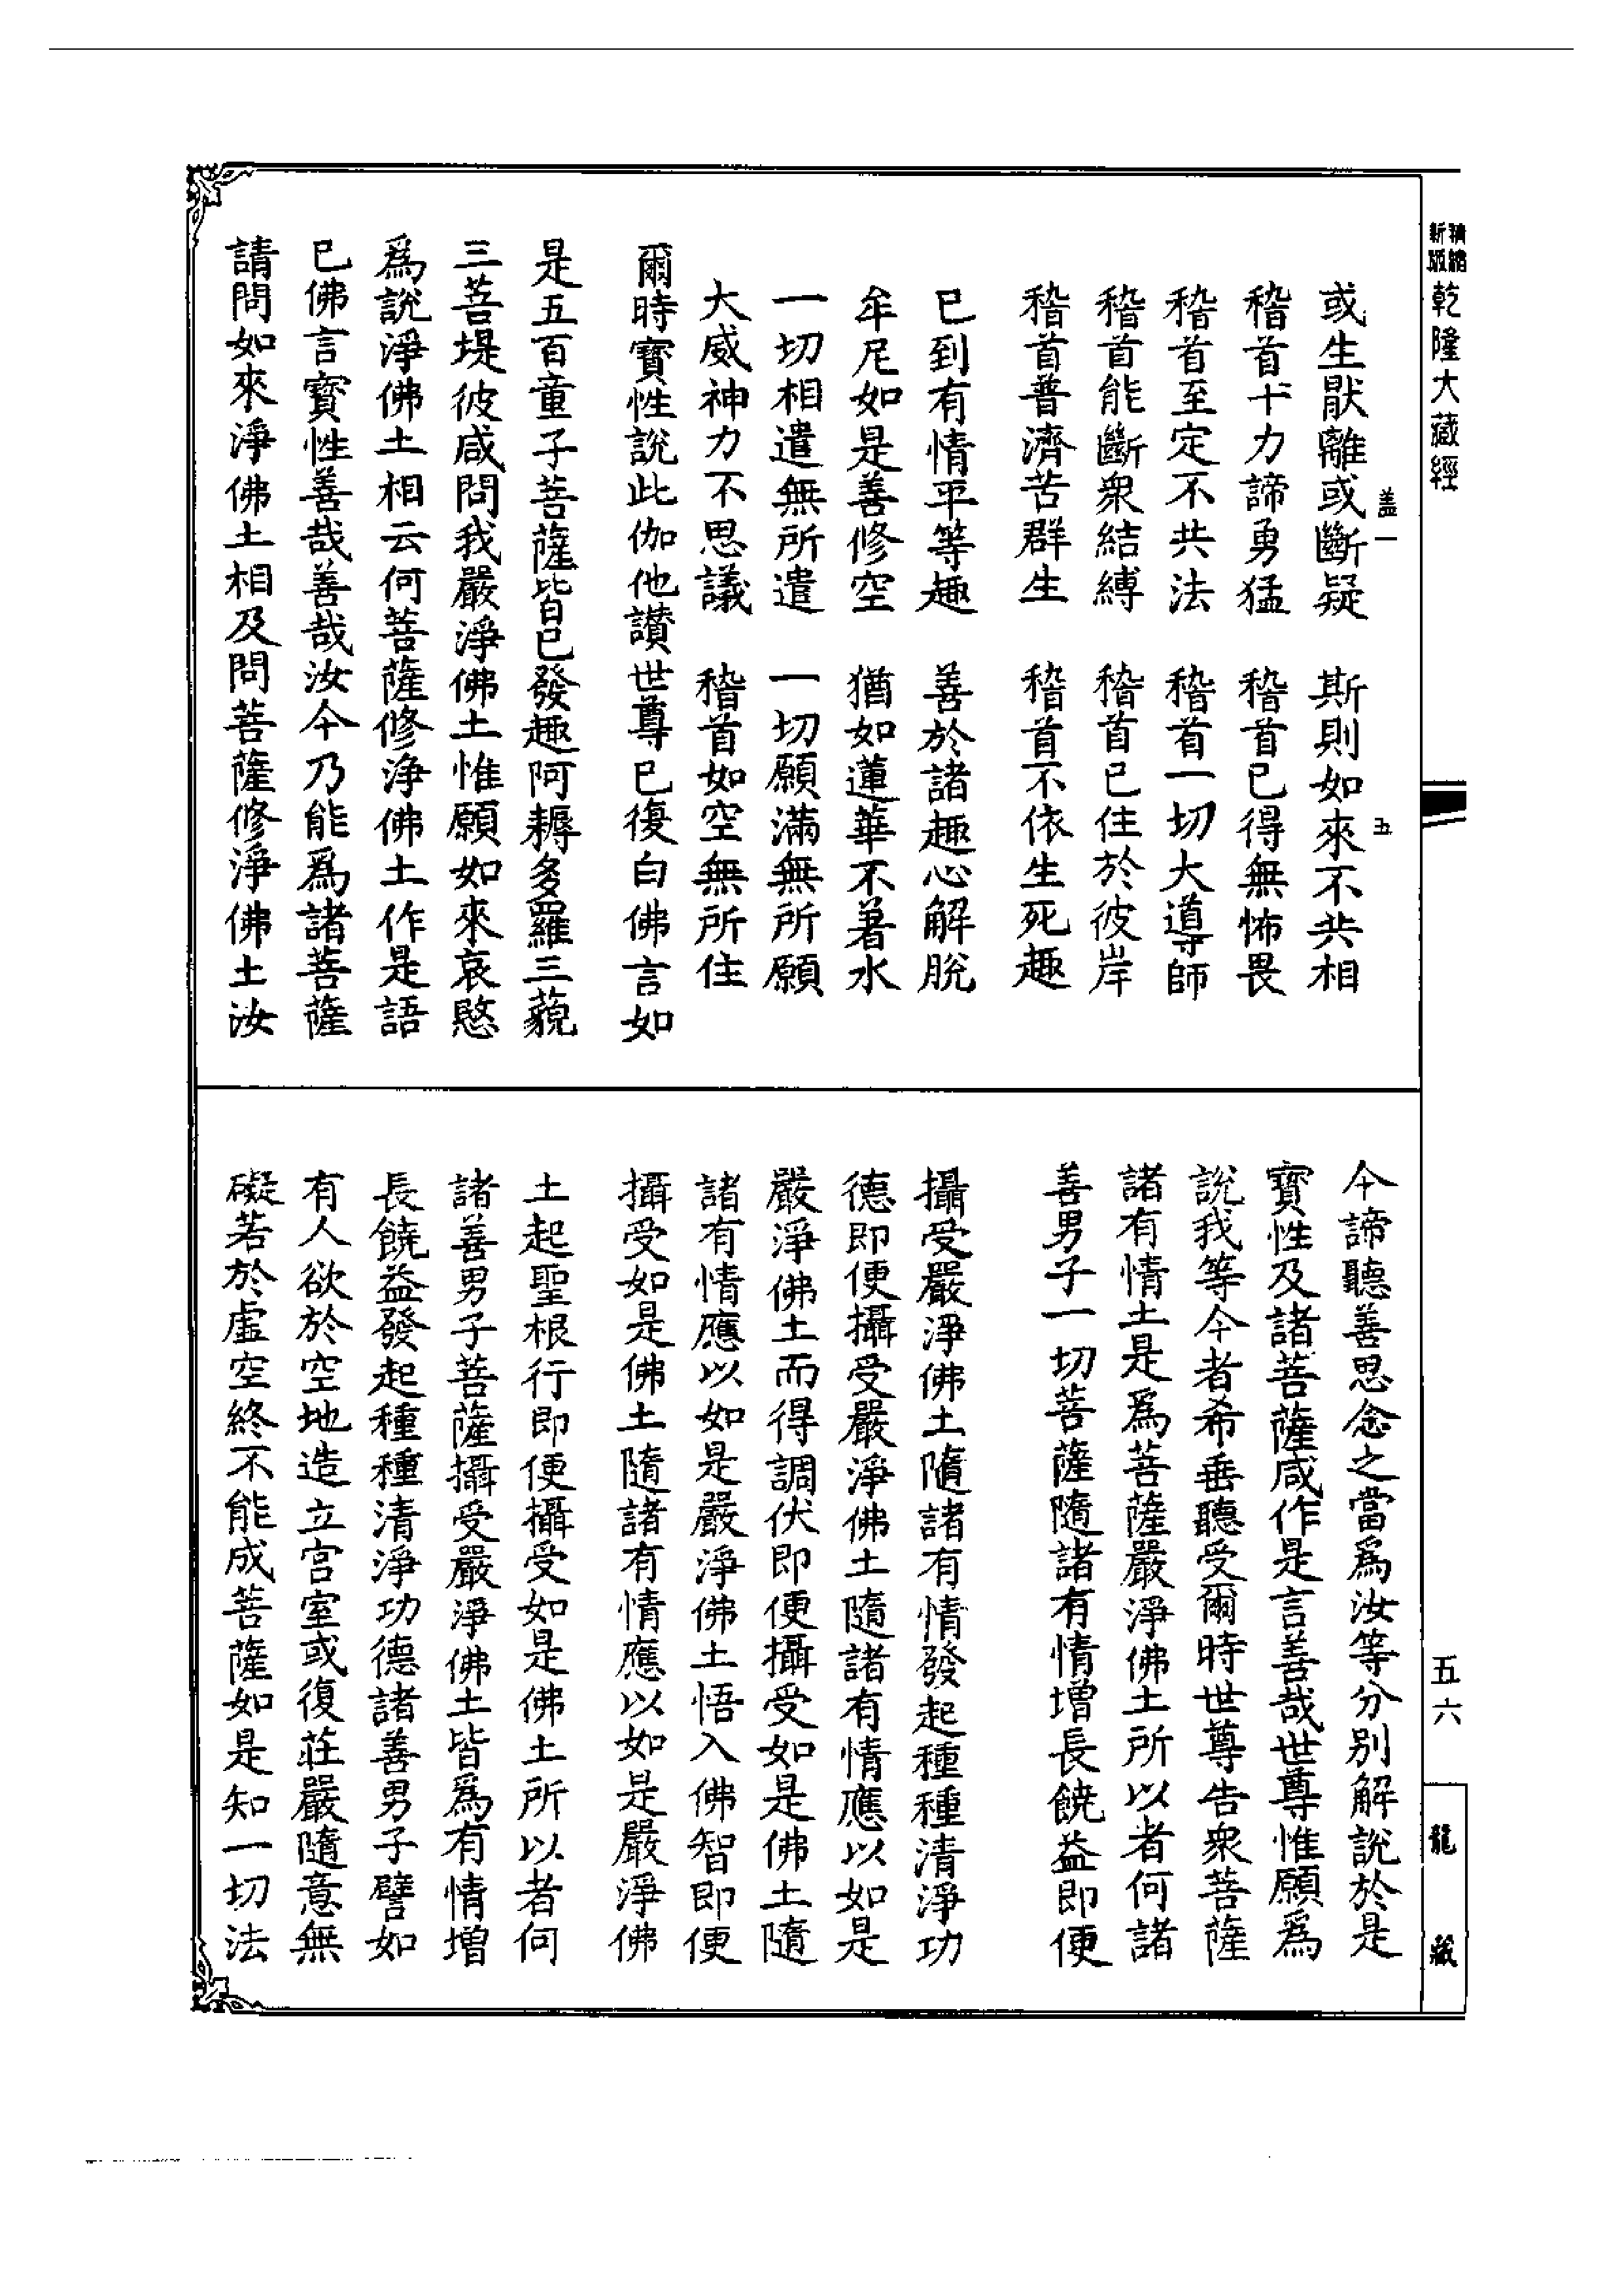 精縮新版乾隆大藏經
盖一 五
或生厭離或斷疑 斯則如來不共相
稽首十力諦勇猛 稽首已得無怖畏
稽首至定不共法 稽首一切大導師
稽首能斷衆結縛 稽首已住於彼岸
稽首普濟苦群生 稽首不依生死趣
已到有情平等趣 善於諸趣心解脫
牟尼如是善修空 猶如蓮華不著水
一切相遣無所遣 一切願滿無所願
大威神力不思議 稽首如空無所住
爾時寶性說此伽他讚世尊已復白佛言如
是五百童子菩薩皆已發趣阿耨多羅三藐
三菩堤彼咸問我嚴淨佛土惟願如來哀愍
爲說淨佛土相云何菩薩修淨佛土作是語
已佛言寶性善哉善哉汝今乃能爲諸菩薩
請問如來淨佛土相及問菩薩修淨佛土汝
今諦聽善思念之當爲汝等分別解說於是
寶性及諸菩薩咸作是言善哉世尊惟願爲
說我等今者希垂聽受爾時世尊告衆菩薩
諸有情土是爲菩薩嚴淨佛土所以者何諸
善男子一切菩薩隨諸有情增長饒益即便
攝受嚴淨佛土隨諸有情發起種種清淨功
德即便攝受嚴淨佛土隨諸有情應以如是
嚴淨佛土而得調伏即便攝受如是佛土隨
諸有情應以如是嚴淨佛土悟入佛智即便
攝受如是佛土隨諸有情應以如是嚴淨佛
土起聖根行即便攝受如是佛土所以者何
諸善男子菩薩攝受嚴淨佛土皆爲有情增
長饒益發起種種清淨功德諸善男子譬如
有人欲於空地造立宮室或復莊嚴隨意無
礙若於虛空終不能成菩薩如是知一切法
五六
龍藏